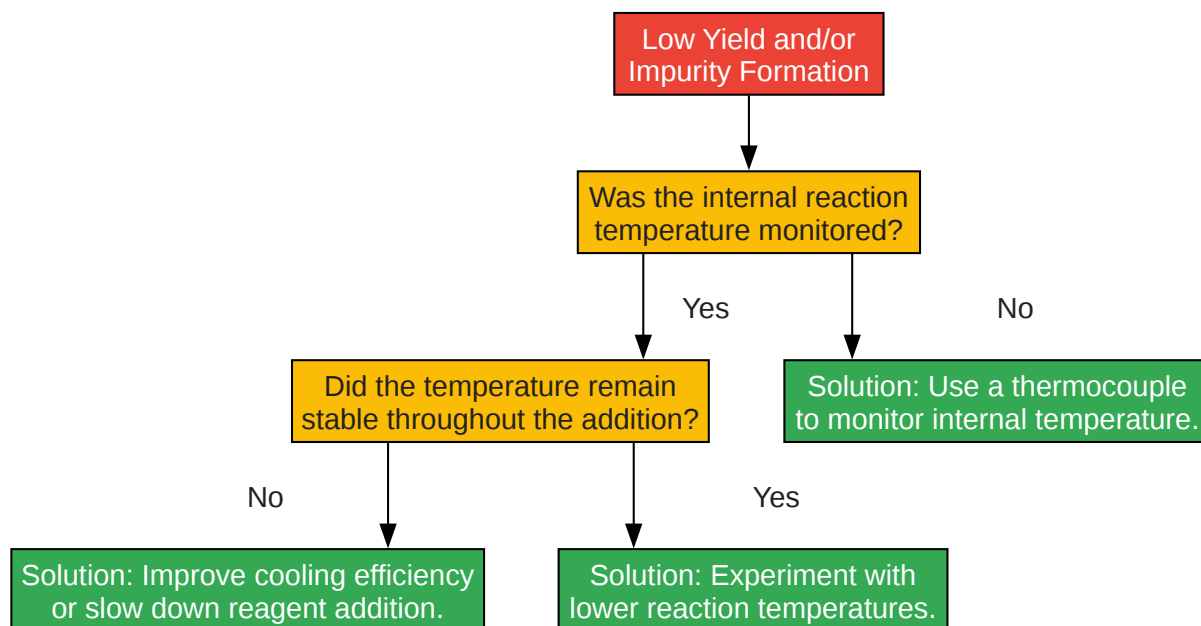 Low Yield and/or
Impurity Formation
Was the internal reaction
temperature monitored?
Yes
No
Did the temperature remain
stable throughout the addition?
Solution: Use a thermocouple
to monitor internal temperature.
No
Yes
Solution: Improve cooling efficiency
or slow down reagent addition.
Solution: Experiment with
lower reaction temperatures.